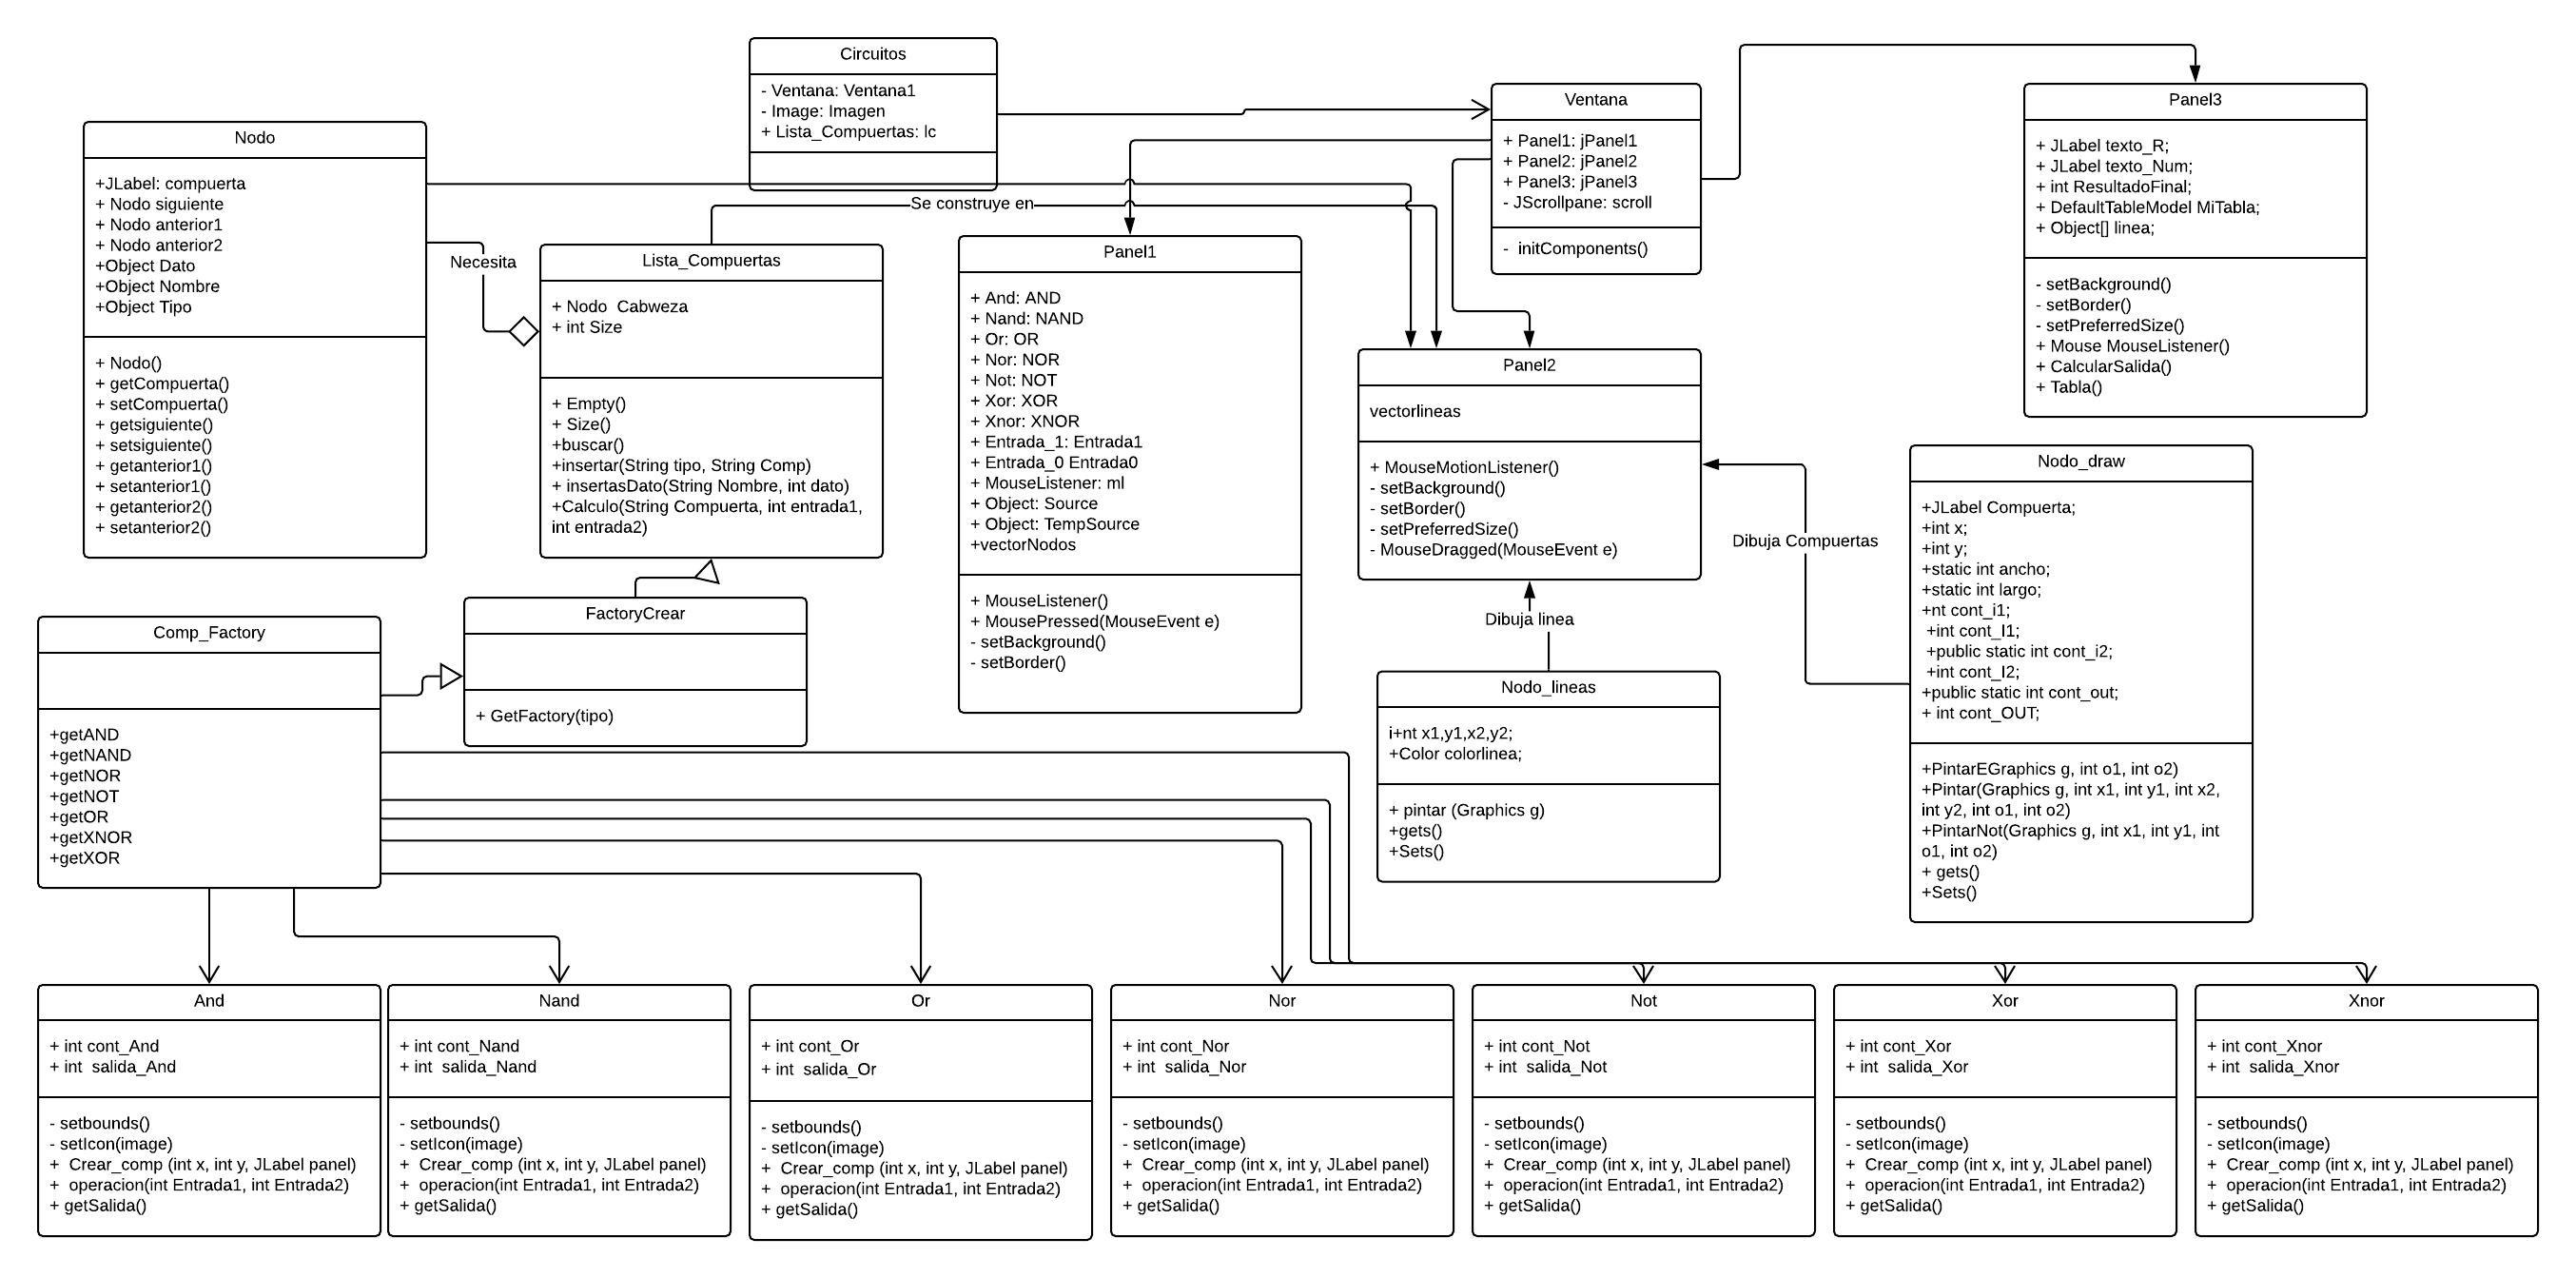 Circuitos
- Ventana: Ventana1
- Image: Imagen
+ Lista_Compuertas: lc
Ventana
+ Panel1: jPanel1
+ Panel2: jPanel2
+ Panel3: jPanel3
- JScrollpane: scroll
-  initComponents()
Panel3
+ JLabel texto_R;
+ JLabel texto_Num;
+ int ResultadoFinal;
+ DefaultTableModel MiTabla;
+ Object[] linea;
- setBackground()
- setBorder()
- setPreferredSize()
+ Mouse MouseListener()
+ CalcularSalida()
+ Tabla()
Nodo
+JLabel: compuerta
+ Nodo siguiente
+ Nodo anterior1
+ Nodo anterior2
+Object Dato
+Object Nombre
+Object Tipo
+ Nodo()
+ getCompuerta()
+ setCompuerta()
+ getsiguiente()
+ setsiguiente()
+ getanterior1()
+ setanterior1()
+ getanterior2()
+ setanterior2()
Necesita
Se construye en
Lista_Compuertas
+ Nodo  Cabweza
+ int Size
+ Empty()
+ Size()
+buscar()
+insertar(String tipo, String Comp)
+ insertasDato(String Nombre, int dato)
+Calculo(String Compuerta, int entrada1,
int entrada2)
Panel1
+ And: AND
+ Nand: NAND
+ Or: OR
+ Nor: NOR
+ Not: NOT
+ Xor: XOR
+ Xnor: XNOR
+ Entrada_1: Entrada1
+ Entrada_0 Entrada0
+ MouseListener: ml
+ Object: Source
+ Object: TempSource
+vectorNodos
+ MouseListener()
+ MousePressed(MouseEvent e)
- setBackground()
- setBorder()
Panel2
vectorlineas
+ MouseMotionListener()
- setBackground()
- setBorder()
- setPreferredSize()
- MouseDragged(MouseEvent e)
Dibuja Compuertas
Nodo_draw
+JLabel Compuerta;
+int x;
+int y;
+static int ancho;
+static int largo;
+nt cont_i1;
+int cont_I1;
+public static int cont_i2;
+int cont_I2;
+public static int cont_out;
+ int cont_OUT;
+PintarEGraphics g, int o1, int o2)
+Pintar(Graphics g, int x1, int y1, int x2,
int y2, int o1, int o2)
+PintarNot(Graphics g, int x1, int y1, int
o1, int o2)
+ gets()
+Sets()
Dibuja linea
Nodo_lineas
i+nt x1,y1,x2,y2;
+Color colorlinea;
+ pintar (Graphics g)
+gets()
+Sets()
FactoryCrear
+ GetFactory(tipo)
Comp_Factory
+getAND
+getNAND
+getNOR
+getNOT
+getOR
+getXNOR
+getXOR
And
+ int cont_And
+ int  salida_And
- setbounds()
- setIcon(image)
+  Crear_comp (int x, int y, JLabel panel)
+  operacion(int Entrada1, int Entrada2)
+ getSalida()
Nand
+ int cont_Nand
+ int  salida_Nand
- setbounds()
- setIcon(image)
+  Crear_comp (int x, int y, JLabel panel)
+  operacion(int Entrada1, int Entrada2)
+ getSalida()
Or
+ int cont_Or
+ int  salida_Or
- setbounds()
- setIcon(image)
+  Crear_comp (int x, int y, JLabel panel)
+  operacion(int Entrada1, int Entrada2)
+ getSalida()
Nor
+ int cont_Nor
+ int  salida_Nor
- setbounds()
- setIcon(image)
+  Crear_comp (int x, int y, JLabel panel)
+  operacion(int Entrada1, int Entrada2)
+ getSalida()
Not
+ int cont_Not
+ int  salida_Not
- setbounds()
- setIcon(image)
+  Crear_comp (int x, int y, JLabel panel)
+  operacion(int Entrada1, int Entrada2)
+ getSalida()
Xor
+ int cont_Xor
+ int  salida_Xor
- setbounds()
- setIcon(image)
+  Crear_comp (int x, int y, JLabel panel)
+  operacion(int Entrada1, int Entrada2)
+ getSalida()
Xnor
+ int cont_Xnor
+ int  salida_Xnor
- setbounds()
- setIcon(image)
+  Crear_comp (int x, int y, JLabel panel)
+  operacion(int Entrada1, int Entrada2)
+ getSalida()